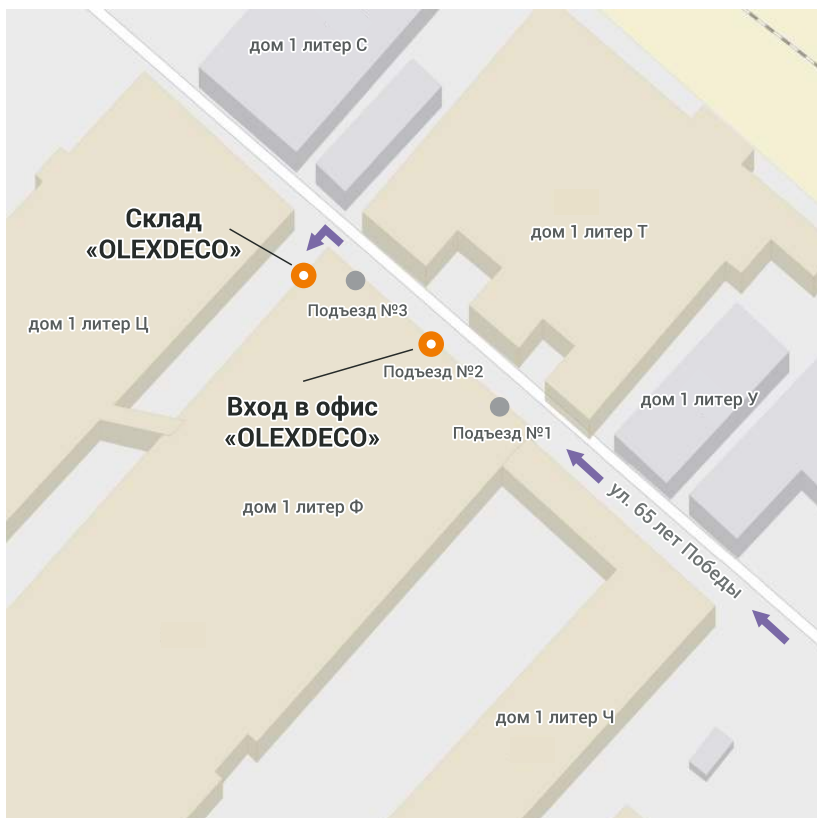 дом 1 литер С
Склад
«OLEXDECO»
дом 1 литер Т
Подъезд №3
дом 1 литер Ц
Подъезд №2
Вход в офис
«OLEXDECO»
дом 1 литер У
Подъезд №1
дом 1 литер Ф
ул. 65 лет Победы
дом 1 литер Ч